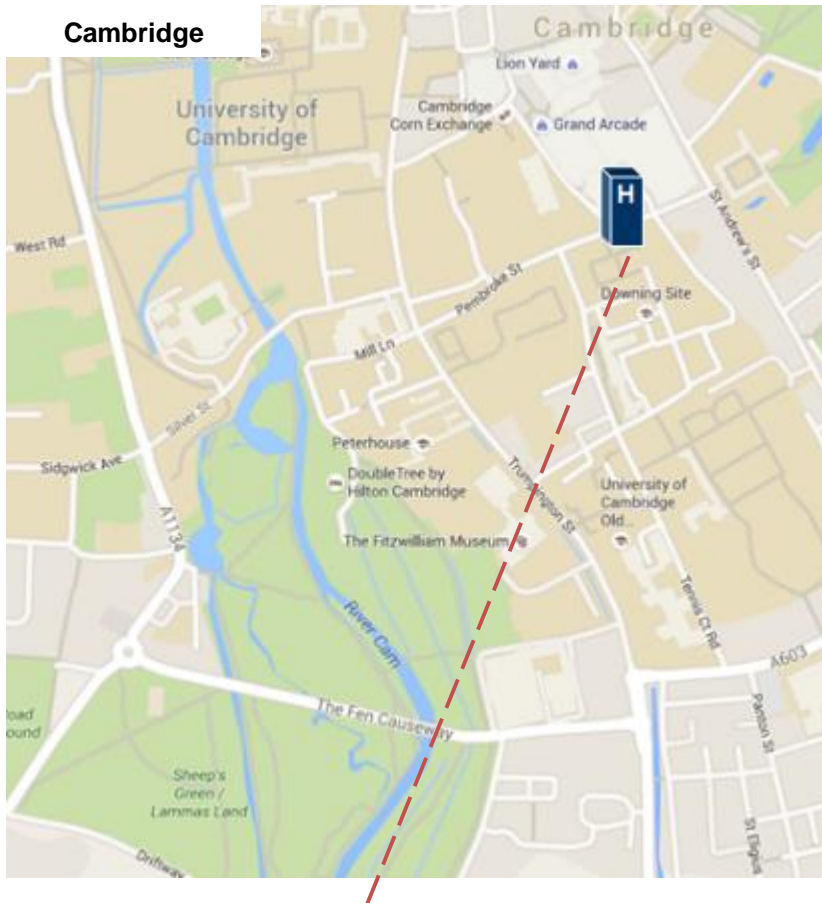 Cambridge
Cambridge
Lion Yard
University of
Cambridge
Cambridge
Corn Exchange
Grand Arcade
H
St Andrew's St
West Rd
Pembroke St
Downing Site
Mill Ln
Silver St
Peterhouse
Sidgwick Ave
DoubleTree by
Hilton Cambridge
Trumpington St
University of
Cambridge
Old...
A1134
The Fitzwilliam Museum
River Cam
Tennis Ct Rd
A603
The Fen Causeway
Panton St
Road
ound
Sheep's
Green /
Lammas Land
St Eligius
Driftway